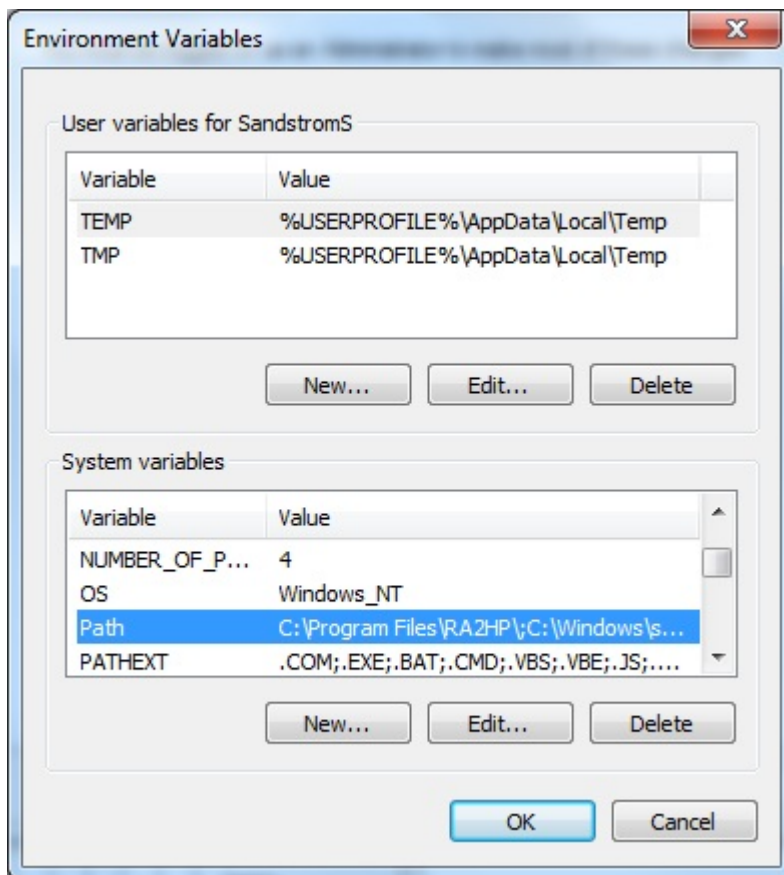 Environment Variables
User variables for SandstromS
Variable Value
TEMP %USERPROFILE%\AppData\Local\Temp
TMP %USERPROFILE%\AppData\Local\Temp
New... Edit... Delete
System variables
Variable Value
NUMBER_OF_P... 4
OS Windows_NT
Path C:\Program Files\RA2HP\;C:\Windows\s...
PATHEXT .COM;.EXE;.BAT;.CMD;.VBS;.VBE;.JS;....
New... Edit... Delete
OK Cancel